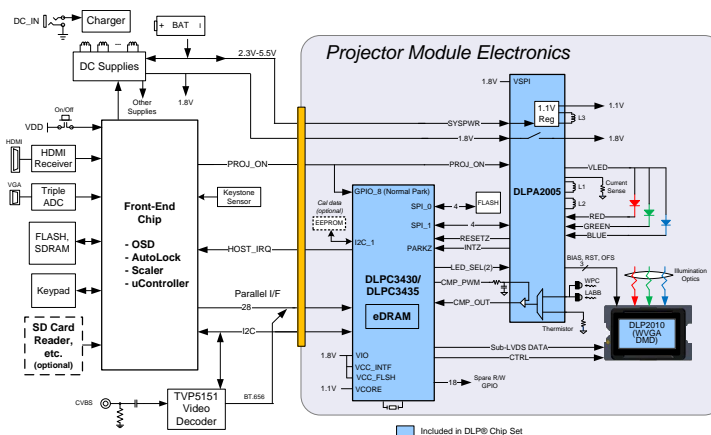 DC_IN
Charger
+ BAT -
2.3V-5.5V
DC Supplies
Other
Supplies
1.8V
On/Off
VDD
HDMI
HDMI
Receiver
VGA
Triple
ADC
FLASH,
SDRAM
Keypad
SD Card
Reader,
etc.
(optional)
CVBS
Front-End
Chip
- OSD
- AutoLock
- Scaler
- uController
PROJ_ON
Keystone
Sensor
HOST_IRQ
Parallel I/F
28
I2C
TVP5151
Video
Decoder
BT.656
Projector Module Electronics
1.8V
VSPI
1.1V
Reg
1.1V
L3
SYSPWR
1.8V
1.8V
PROJ_ON
DLPA2005
VLED
Current
Sense
L1
L2
RED
GREEN
BLUE
GPIO_8 (Normal Park)
Cal data
(optional)
EEPROM
SPI_0
4
FLASH
SPI_1
4
I2C_1
RESETZ
PARKZ
INTZ
DLPC3430/
DLPC3435
eDRAM
LED_SEL(2)
CMP_PWM
CMP_OUT
BIAS, RST, OFS
3
WPC
LABB
Thermistor
Illumination
Optics
DLP2010
(WVGA
DMD)
Sub-LVDS DATA
CTRL
1.8V
VIO
VCC_INTF
VCC_FLSH
1.1V
VCORE
18
Spare R/W
GPIO
Included in DLP® Chip Set